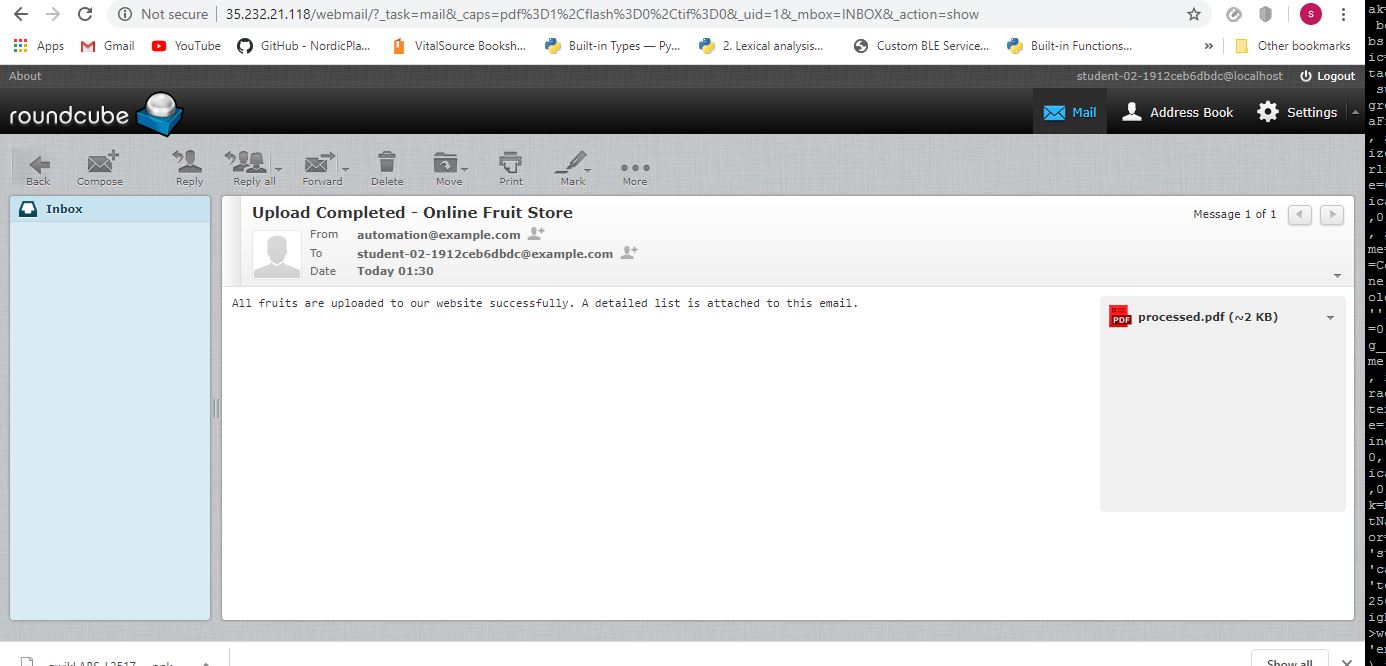 Not secure | 35.232.21.118/webmail/?_task=mail&_caps=pdf%3D1%2Cflash%3D0%2Ctif%3D0&_uid=1&_mbox=INBOX&_action=show
S
Apps Gmail YouTube GitHub - NordicPla... VitalSource Booksh... Built-in Types — Py... 2. Lexical analysis... Custom BLE Service... Built-in Functions... » Other bookmarks
About student-02-1912ceb6dbdc@localhost Logout
roundcube Mail Address Book Settings
Back Compose Reply Reply all Forward Delete Move Print Mark More
Inbox
Upload Completed - Online Fruit Store Message 1 of 1
From automation@example.com
To student-02-1912ceb6dbdc@example.com
Date Today 01:30
All fruits are uploaded to our website successfully. A detailed list is attached to this email.
PDF processed.pdf (~2 KB)
Show all